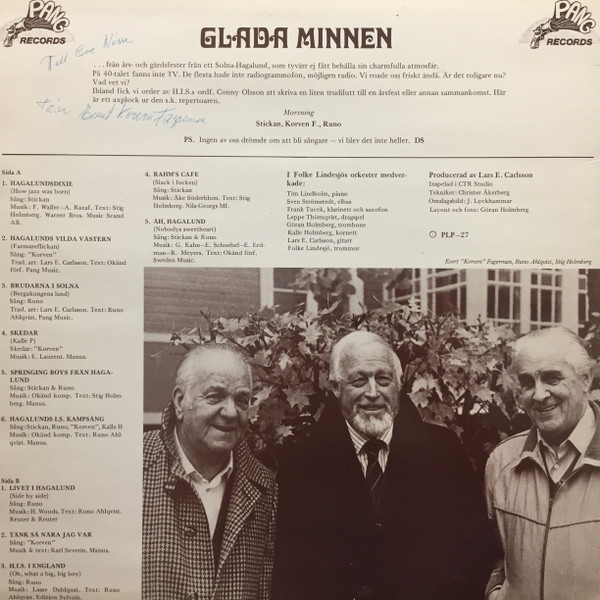 PANG
RECORDS
GLADA MINNEN
PANG
RECORDS
Till Eva Nina
. . . från års- och gårdsfester från ett Solna-Hagalund, som tyvärr ej fått behålla sin charmfulla atmosfär.
På 40-talet fanns inte TV. De flesta hade inte radiogrammofon, möjligen radio. Vi roade oss friskt ändå. Är det roligare nu?
Vad vet vi?
Ibland fick vi order av H.I.S.s ordf. Conny Olsson att skriva en liten trudilutt till en årsfest eller annan sammankomst. Här
är ett axplock ur den s.k. repertoaren.
från
Morsning
Stickan, Korven F., Runo
PS. Ingen av oss drömde om att bli sångare — vi blev det inte heller. DS
Sida A
1. HAGALUNDSDIXIE
(How jazz was born)
Sång: Stickan
Musik: F. Waller—A. Razaf. Text: Stig
Holmberg. Warner Bros. Music Scand
AB.
2. HAGALUNDS VILDA VÄSTERN
(Farmareflickan)
Sång: "Korven"
Trad. arr. Lars E. Carlsson. Text: Okänd
förf. Pang Music.
3. BRUDARNA I SOLNA
(Bergakungens land)
Sång: Runo
Trad. arr. Lars E. Carlsson. Text: Runo
Ahlqvist. Pang Music.
4. SKEDAR
(Kalle P)
Skedar: "Korven"
Musik: E. Laurent. Manus.
5. SPRINGING BOYS FRÅN HAGA-
LUND
Sång: Stickan & Runo.
Musik: Okänd komp. Text: Stig Holm-
berg. Manus.
6. HAGALUNDS I.S. KAMPSÅNG
Sång: Stickan, Runo, "Korven", Kalle H
Musik: Okänd komp. Text: Runo Ahl-
qvist. Manus.
Sida B
1. LIVET I HAGALUND
(Side by side)
Sång: Runo
Musik: H. Woods. Text: Runo Ahlqvist.
Reuter & Reuter
2. TÄNK SÅ NÄRA JAG VAR
Sång: "Korven"
Musik & text: Karl Severin. Manus.
3. H.I.S. I ENGLAND
(Oh, what a big, big boy)
Sång: Runo
Musik: Lasse Dahlqvist. Text: Runo
Ahlqvist. Edition Sylvain.
4. RAHM'S CAFE
(Slack i focken)
Sång: Stickan
Musik: Åke Söderblom. Text: Stig
Holmberg. Nils-Georgs Mf.
5. ÅH, HAGALUND
(Nobodys sweetheart)
Sång: Stickan & Runo
Musik: G. Kahn—E. Schoebel—E. Erd-
man—B. Meyers. Text: Okänd förf.
Sweden Music.
I Folke Lindesjös orkester medver-
kade:
Tim Lindholm, piano
Sven Strömstedt, elbas
Frank Tucek, klarinett och saxofon
Leppe Thörnqvist, dragspel
Göran Holmberg, trombone
Kalle Holmberg, kornett
Lars E. Carlsson, gitarr
Folke Lindesjö, trummor
Producerad av Lars E. Carlsson
Inspelad i CTR Studio
Tekniker: Christer Åkerberg
Omslagsbild: J. Lyckhammar
Layout och foto: Göran Holmberg
PLP—27
Evert "Korven" Fagerman, Runo Ahlqvist, Stig Holmberg